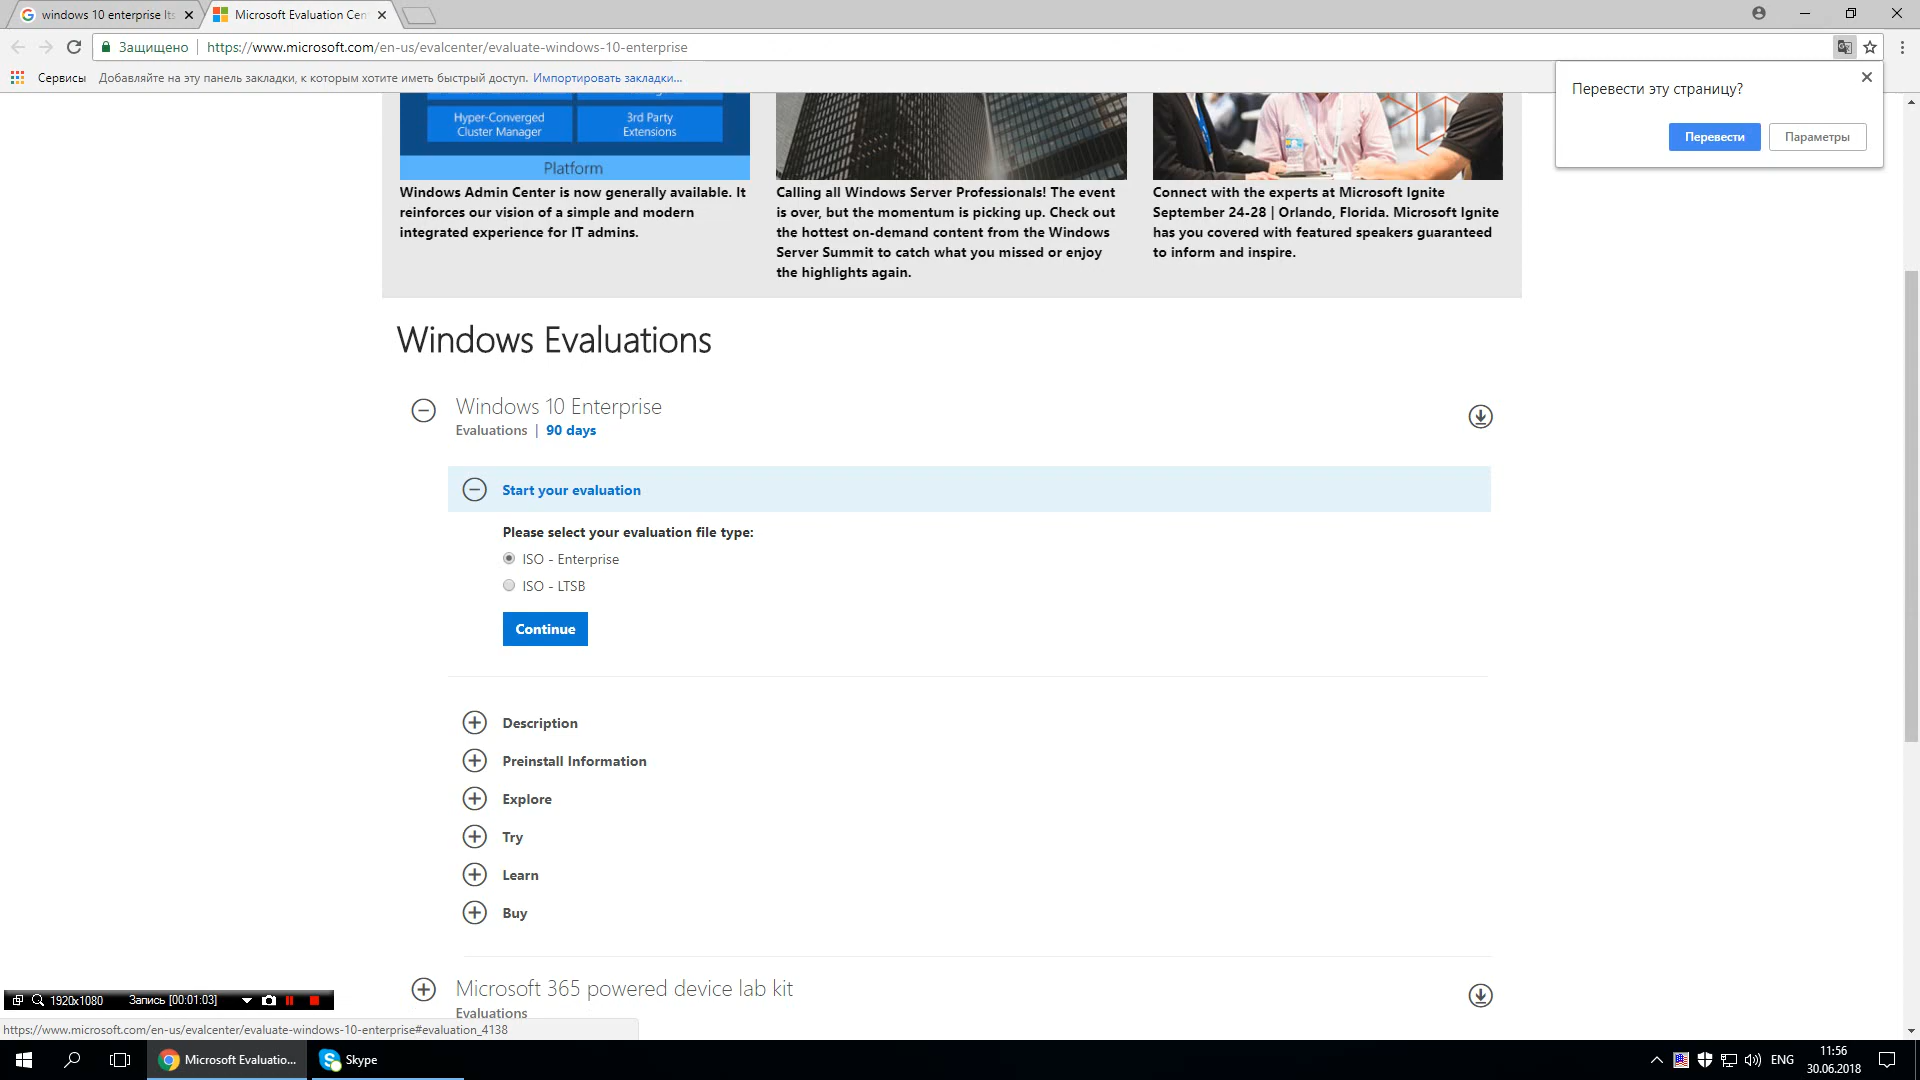 windows 10 enterprise lts
Microsoft Evaluation Cen
Защищено
https://www.microsoft.com/en-us/evalcenter/evaluate-windows-10-enterprise
Сервисы
Добавляйте на эту панель закладки, к которым хотите иметь быстрый доступ. Импортировать закладки...
Перевести эту страницу?
Перевести
Параметры
Hyper-Converged
Cluster Manager
3rd Party
Extensions
Platform
Windows Admin Center is now generally available. It
reinforces our vision of a simple and modern
integrated experience for IT admins.
Calling all Windows Server Professionals! The event
is over, but the momentum is picking up. Check out
the hottest on-demand content from the Windows
Server Summit to catch what you missed or enjoy
the highlights again.
Connect with the experts at Microsoft Ignite
September 24-28 | Orlando, Florida. Microsoft Ignite
has you covered with featured speakers guaranteed
to inform and inspire.
Windows Evaluations
Windows 10 Enterprise
Evaluations | 90 days
Start your evaluation
Please select your evaluation file type:
ISO - Enterprise
ISO - LTSB
Continue
Description
Preinstall Information
Explore
Try
Learn
Buy
Microsoft 365 powered device lab kit
Evaluations
1920x1080 Запись [00:01:03]
https://www.microsoft.com/en-us/evalcenter/evaluate-windows-10-enterprise#evaluation_4138
Microsoft Evaluatio...
Skype
ENG
11:56
30.06.2018